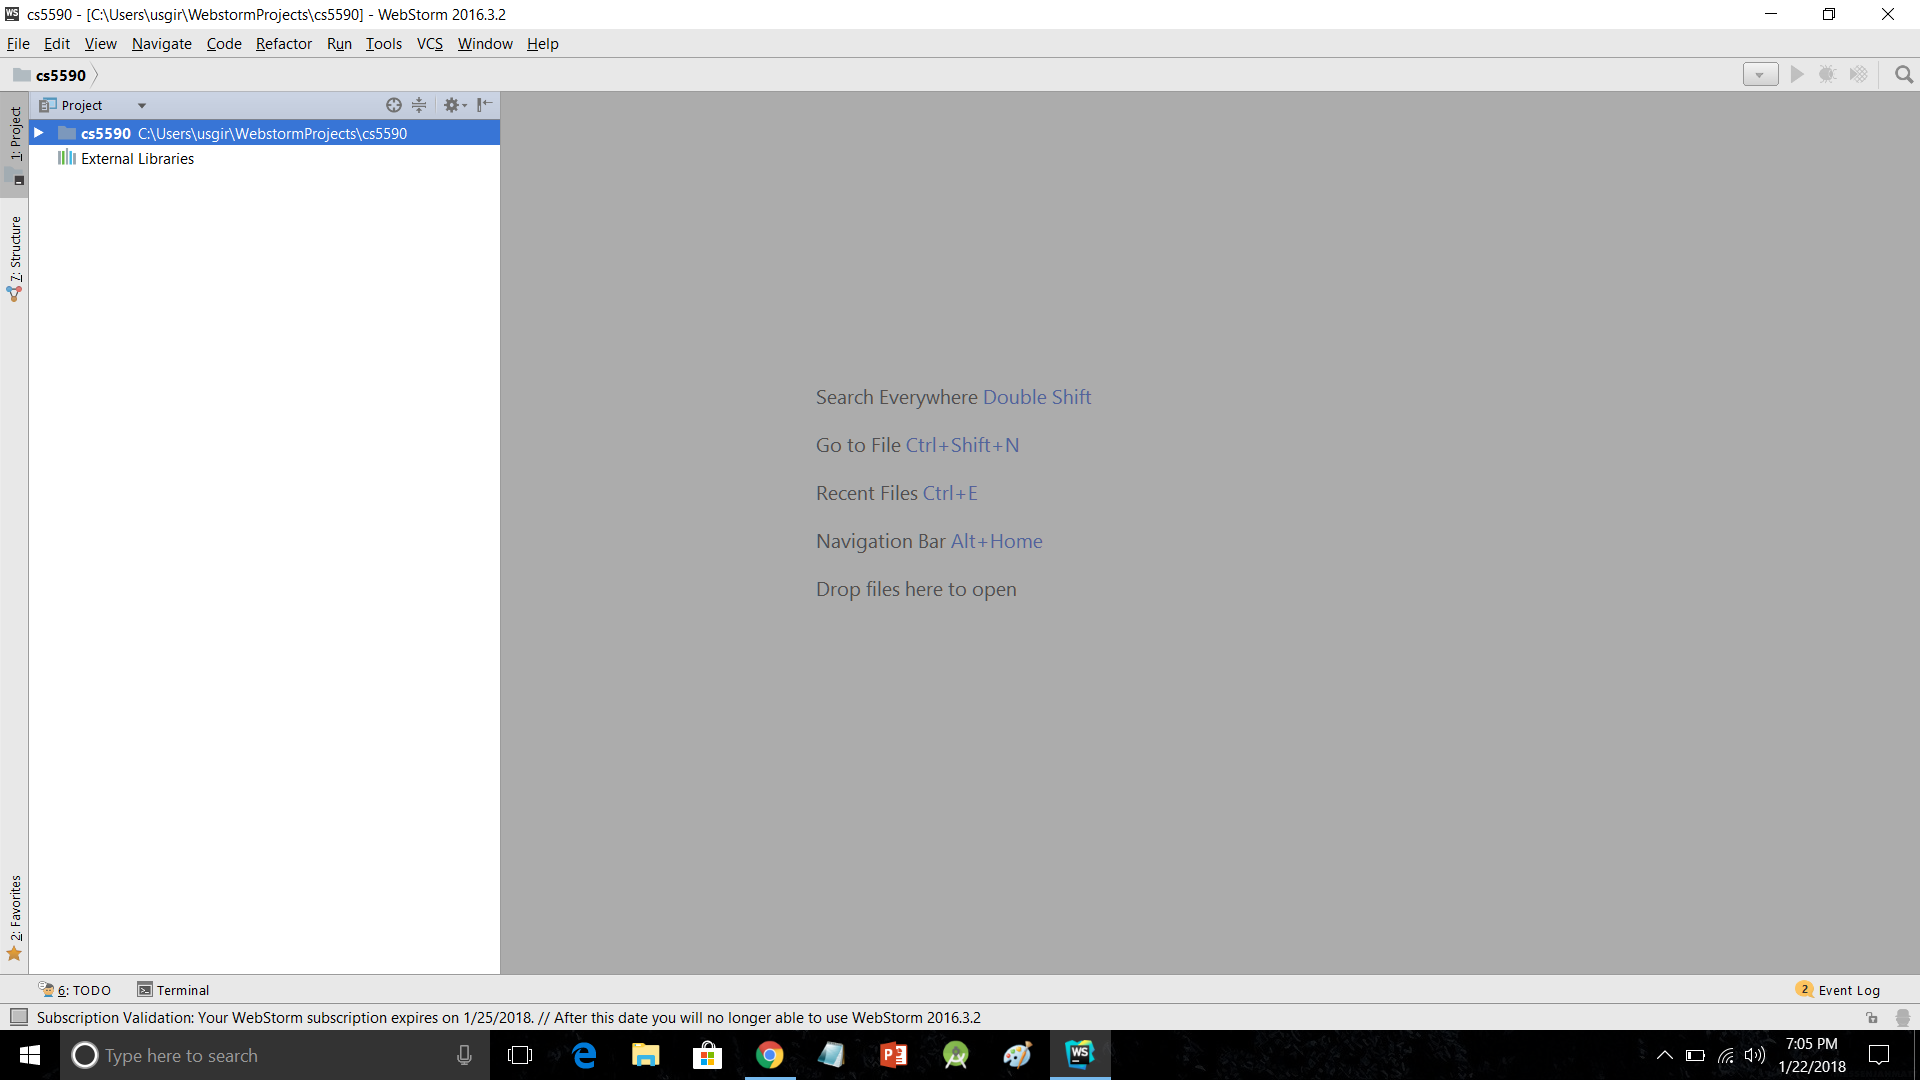 WS cs5590 - [C:\Users\usgir\WebstormProjects\cs5590] - WebStorm 2016.3.2
File Edit View Navigate Code Refactor Run Tools VCS Window Help
cs5590
Project
cs5590 C:\Users\usgir\WebstormProjects\cs5590
External Libraries
1: Project
7: Structure
2: Favorites
Search Everywhere Double Shift
Go to File Ctrl+Shift+N
Recent Files Ctrl+E
Navigation Bar Alt+Home
Drop files here to open
6: TODO Terminal 2 Event Log
Subscription Validation: Your WebStorm subscription expires on 1/25/2018. // After this date you will no longer able to use WebStorm 2016.3.2
Type here to search
WS
7:05 PM
1/22/2018